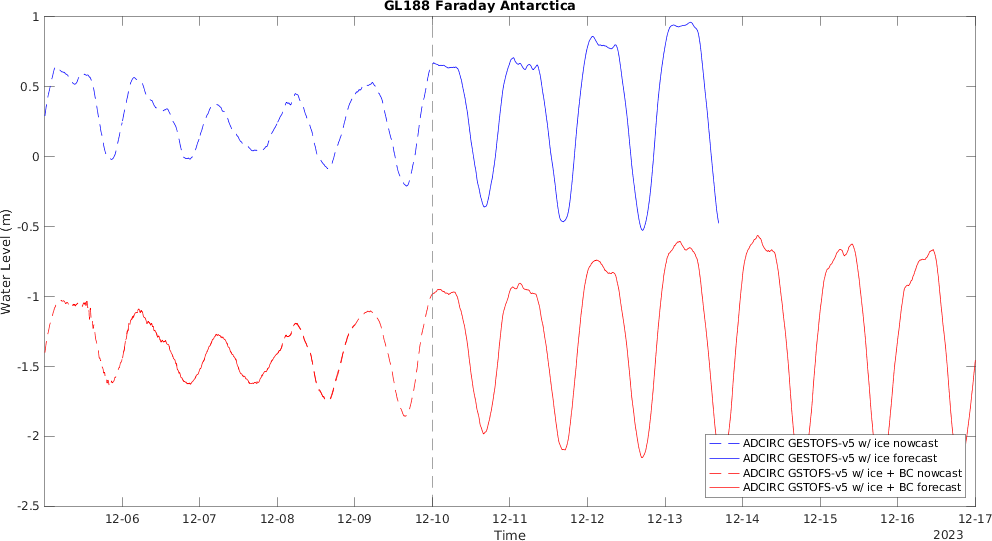 GL188 Faraday Antarctica
1
0.5
0
-0.5
-1
-1.5
-2
-2.5
Water Level (m)
ADCIRC GESTOFS-v5 w/ ice nowcast
ADCIRC GESTOFS-v5 w/ ice forecast
ADCIRC GSTOFS-v5 w/ ice + BC nowcast
ADCIRC GSTOFS-v5 w/ ice + BC forecast
12-06 12-07 12-08 12-09 12-10 12-11 12-12 12-13 12-14 12-15 12-16 12-17
Time
2023